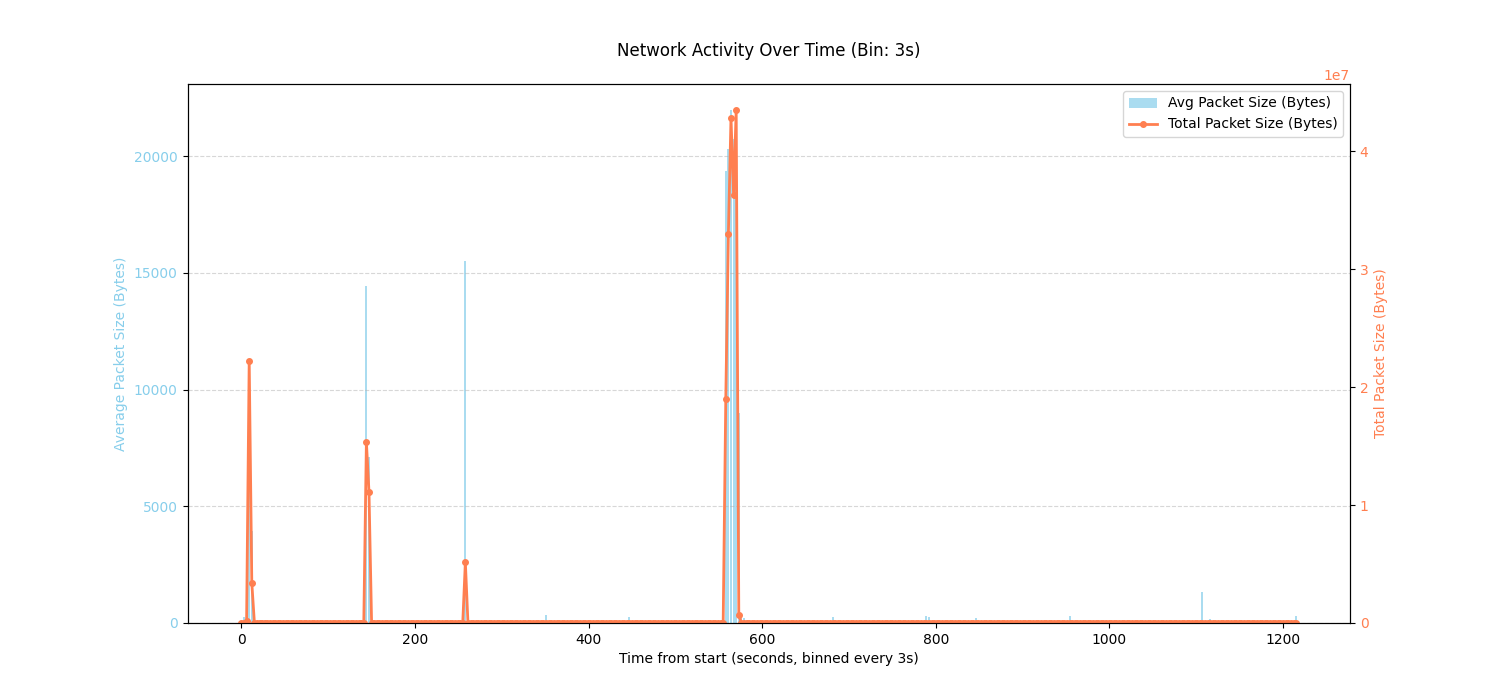 Network Activity Over Time (Bin: 3s)
1e7
Avg Packet Size (Bytes)
Total Packet Size (Bytes)
Average Packet Size (Bytes)
20000
15000
10000
5000
0
4
3
2
1
0
Total Packet Size (Bytes)
0 200 400 600 800 1000 1200
Time from start (seconds, binned every 3s)